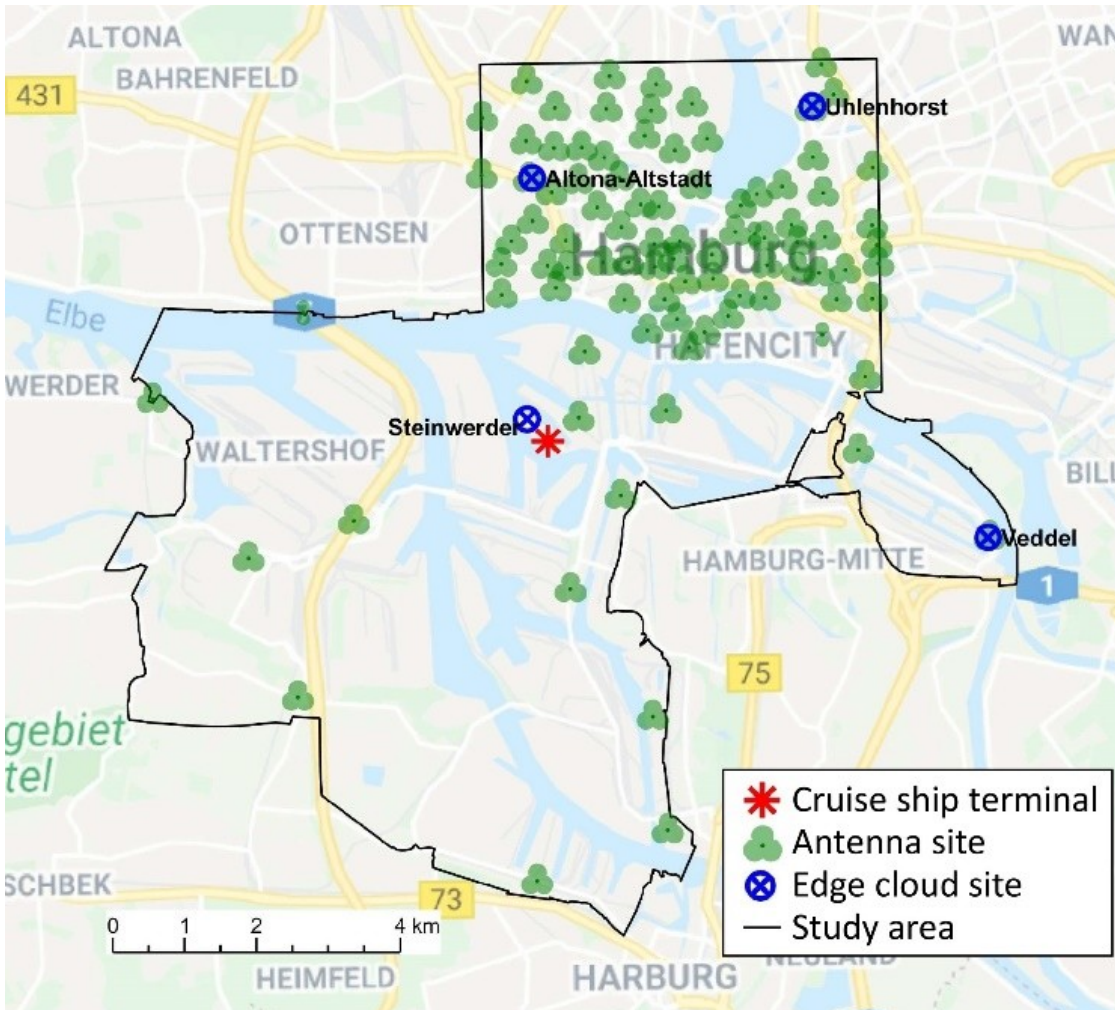 ALTONA
WAN
BAHRENFELD
431
Uhlenhorst
Altona-Altstadt
OTTENSEN
Hamburg
Elbe
HAFENCITY
WERDER
Steinwerder
WALTERSHOF
BILL
Veddel
HAMBURG-MITTE
1
75
gebiet
tel
Cruise ship terminal
Antenna site
SCHBEK
73
Edge cloud site
0 2 4 km
Study area
HEIMFELD
HARBURG
NEULAND